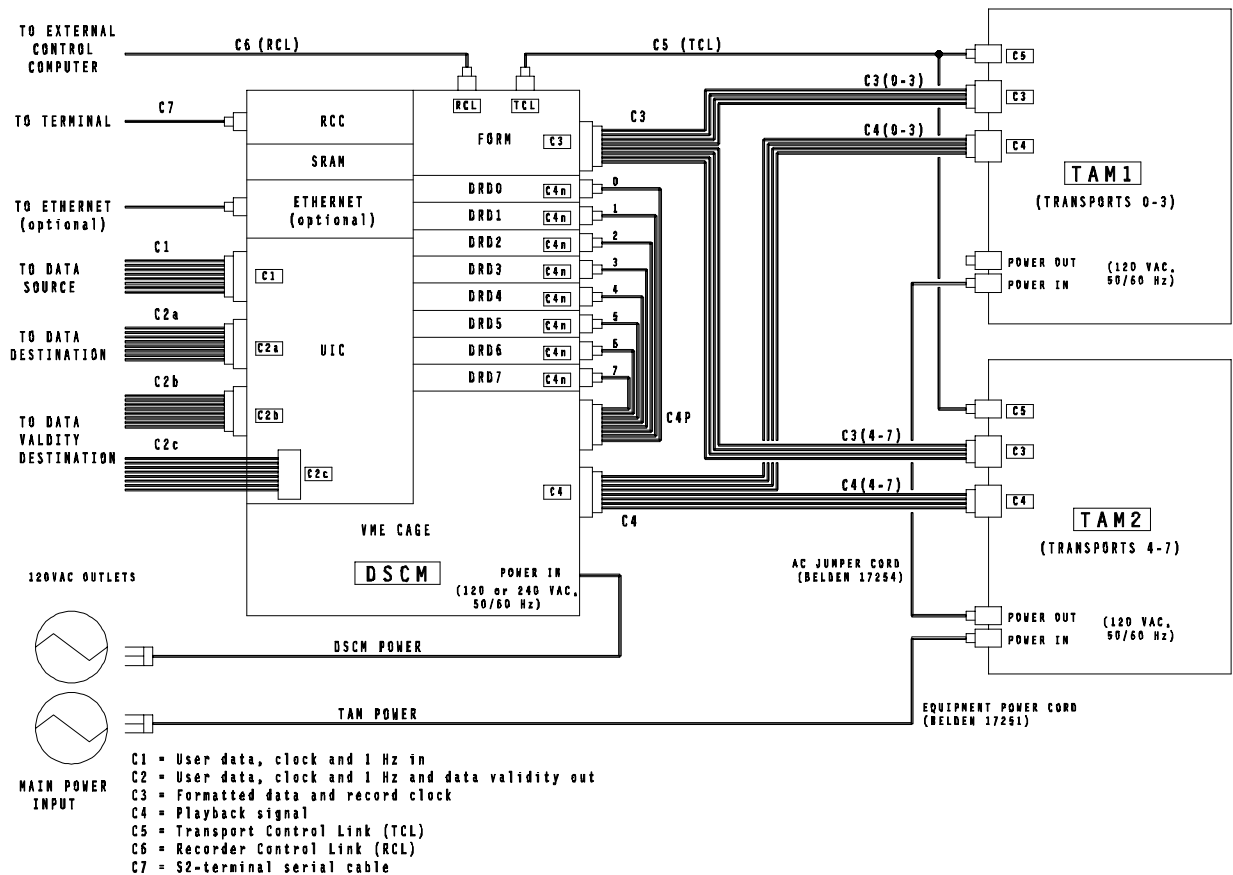 TO EXTERNAL
CONTROL
COMPUTER
C6 (RCL)
C5 (TCL)
C7
TO TERMINAL
TO ETHERNET
(optional)
C1
TO DATA
SOURCE
C2a
TO DATA
DESTINATION
C2b
TO DATA
VALDITY
DESTINATION
C2c
RCL
TCL
RCC
SRAM
ETHERNET
(optional)
UIC
C1
C2a
C2b
C2c
FORM
C3
C3
DRD0 C4n 0
DRD1 C4n 1
DRD2 C4n 2
DRD3 C4n 3
DRD4 C4n 4
DRD5 C4n 5
DRD6 C4n 6
DRD7 C4n 7
C4P
C4
C4
VME CAGE
DSCM
POWER IN
(120 or 240 VAC,
50/60 Hz)
C3(0-3)
C4(0-3)
C3(4-7)
C4(4-7)
C5
C3
C4
TAM1
(TRANSPORTS 0-3)
POWER OUT
POWER IN
(120 VAC,
50/60 Hz)
C5
C3
C4
TAM2
(TRANSPORTS 4-7)
POWER OUT
POWER IN
(120 VAC,
50/60 Hz)
AC JUMPER CORD
(BELDEN 17254)
EQUIPMENT POWER CORD
(BELDEN 17251)
120VAC OUTLETS
DSCM POWER
TAM POWER
MAIN POWER
INPUT
C1 = User data, clock and 1 Hz in
C2 = User data, clock and 1 Hz and data validity out
C3 = Formatted data and record clock
C4 = Playback signal
C5 = Transport Control Link (TCL)
C6 = Recorder Control Link (RCL)
C7 = S2-terminal serial cable